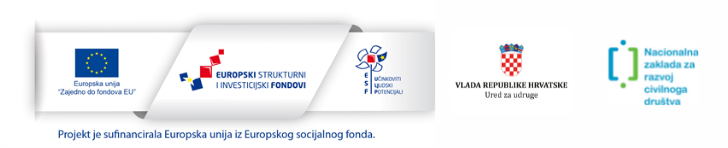 Europska unija
"Zajedno do fondova EU"
EUROPSKI STRUKTURNI
I INVESTICIJSKI FONDOVI
E
S
F
UČINKOVITI
LJUDSKI
POTENCIJALI
VLADA REPUBLIKE HRVATSKE
Ured za udruge
Nacionalna
zaklada za
razvoj
civilnoga
društva
Projekt je sufinancirala Europska unija iz Europskog socijalnog fonda.